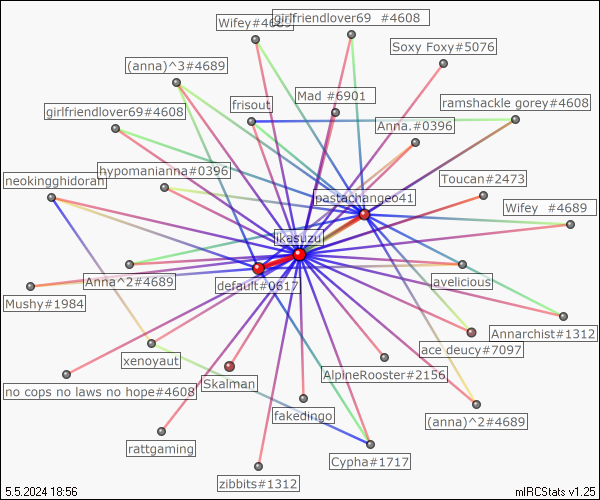 girlfriendlover69  #4608
Wifey#4689
Soxy Foxy#5076
(anna)^3#4689
Mad #6901
girlfriendlover69#4608
frisout
ramshackle gorey#4608
Anna.#0396
hypomanianna#0396
neokingghidorah
Toucan#2473
pastachangeo41
Wifey  #4689
ikasuzu
Anna^2#4689
default#0617
avelicious
Mushy#1984
Annarchist#1312
ace deucy#7097
xenoyaut
AlpineRooster#2156
Skalman
no cops no laws no hope#4608
fakedingo
(anna)^2#4689
rattgaming
Cypha#1717
zibbits#1312
5.5.2024 18:56
mIRCStats v1.25